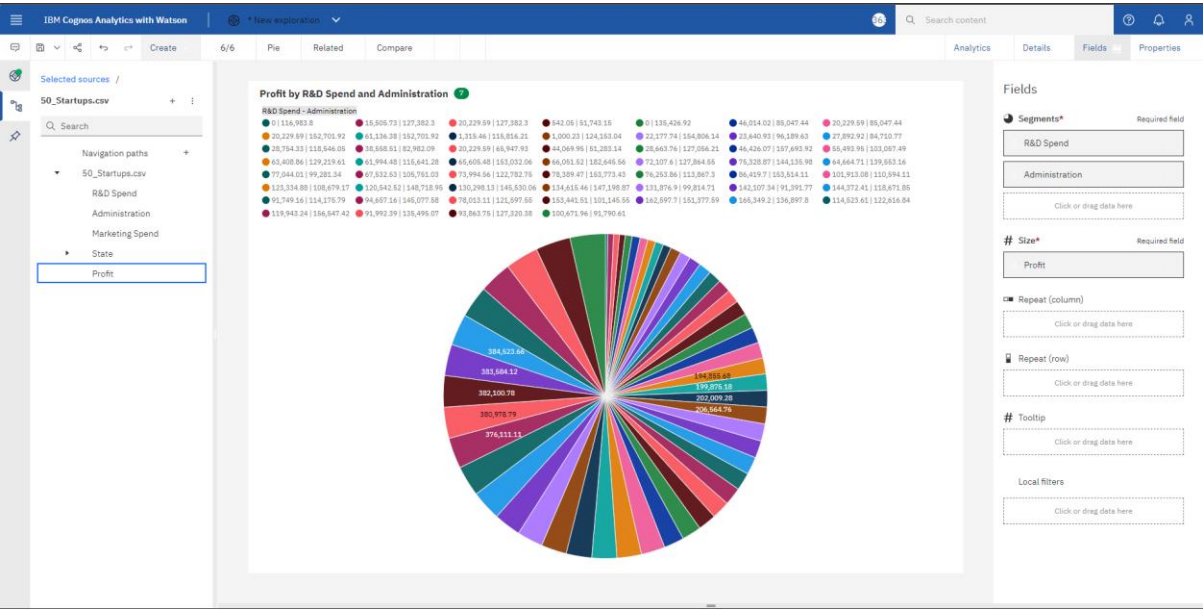 IBM Cognos Analytics with Watson
* New exploration
Search content
Create
6/6
Pie
Related
Compare
Analytics
Details
Fields
Properties
Selected sources /
50_Startups.csv
Search
Navigation paths
50_Startups.csv
R&D Spend
Administration
Marketing Spend
State
Profit
Profit by R&D Spend and Administration 7
R&D Spend - Administration
0 | 116,983.8 15,505.73 | 127,382.3 20,229.59 | 127,382.3 542.05 | 51,743.15 0 | 135,426.92 46,014.02 | 85,047.44 20,229.59 | 85,047.44
20,229.59 | 152,701.92 61,136.38 | 152,701.92 1,315.46 | 115,816.21 1,000.23 | 124,153.04 22,177.74 | 154,806.14 23,640.93 | 96,189.63 27,892.92 | 84,710.77
28,754.33 | 118,546.05 38,558.51 | 82,982.09 20,229.59 | 65,947.93 44,069.95 | 51,283.14 28,663.76 | 127,056.21 46,426.07 | 157,693.92 55,493.95 | 103,057.49
63,408.86 | 129,219.61 61,994.48 | 115,641.28 65,605.48 | 153,032.06 66,051.52 | 182,645.56 72,107.6 | 127,864.55 75,328.87 | 144,135.98 64,664.71 | 139,553.16
77,044.01 | 99,281.34 67,532.53 | 105,751.03 73,994.56 | 122,782.75 78,389.47 | 153,773.43 76,253.86 | 113,867.3 86,419.7 | 153,514.11 101,913.08 | 110,594.11
123,334.88 | 108,679.17 120,542.52 | 148,718.95 130,298.13 | 145,530.06 134,615.46 | 147,198.87 131,876.9 | 99,814.71 142,107.34 | 91,391.77 144,372.41 | 118,671.85
91,749.16 | 114,175.79 94,657.16 | 145,077.58 78,013.11 | 121,597.55 153,441.51 | 101,145.55 162,597.7 | 151,377.59 165,349.2 | 136,897.8 114,523.61 | 122,616.84
119,943.24 | 156,547.42 91,992.39 | 135,495.07 93,863.75 | 127,320.38 100,671.96 | 91,790.61
384,523.66
383,584.12
382,100.78
380,978.79
376,111.11
194,855.68
199,875.18
202,009.28
206,564.76
Fields
Segments* Required field
R&D Spend
Administration
Click or drag data here
Size* Required field
Profit
Repeat (column)
Click or drag data here
Repeat (row)
Click or drag data here
Tooltip
Click or drag data here
Local filters
Click or drag data here